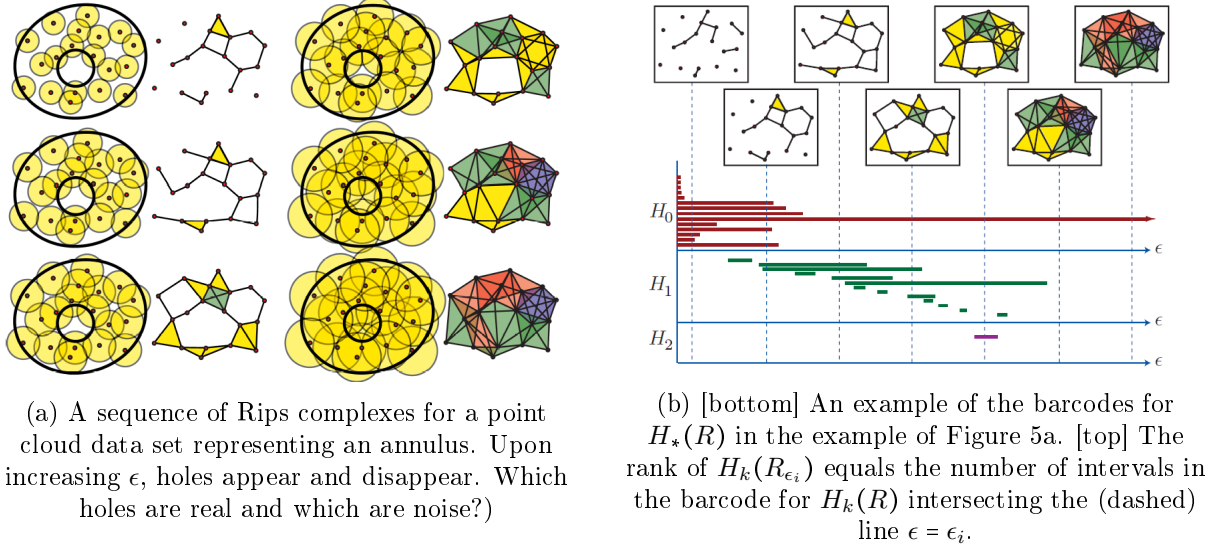 H₀
ϵ
H₁
ϵ
H₂
ϵ
(a) A sequence of Rips complexes for a point
cloud data set representing an annulus. Upon
increasing ϵ, holes appear and disappear. Which
holes are real and which are noise?)
(b) [bottom] An example of the barcodes for
H∗(R) in the example of Figure 5a. [top] The
rank of Hₖ(R_{ϵᵢ}) equals the number of intervals in
the barcode for Hₖ(R) intersecting the (dashed)
line ϵ = ϵᵢ.